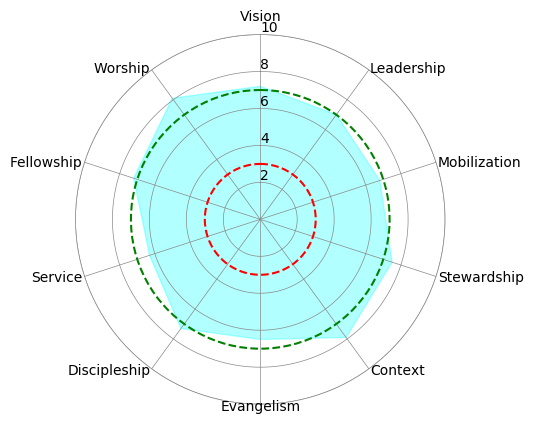 Vision
10
Worship
Leadership
8
6
Fellowship
Mobilization
4
2
Service
Stewardship
Discipleship
Context
Evangelism